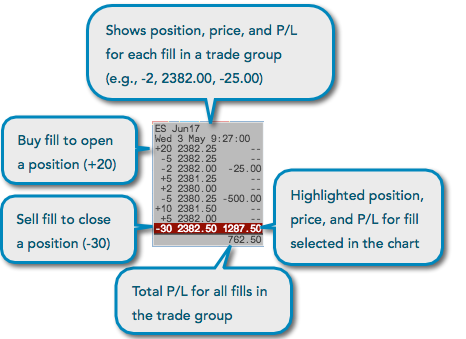 Shows position, price, and P/L
for each fill in a trade group
(e.g., -2, 2382.00, -25.00)
Buy fill to open
a position (+20)
Sell fill to close
a position (-30)
ES Jun17
Wed 3 May 9:27:00
+20 2382.25 --
-5 2382.25 --
-2 2382.00 -25.00
+5 2381.25 --
+2 2380.00 --
-5 2380.25 -500.00
+10 2381.50 --
+5 2382.00 --
-30 2382.50 1287.50
762.50
Highlighted position,
price, and P/L for fill
selected in the chart
Total P/L for all fills in
the trade group